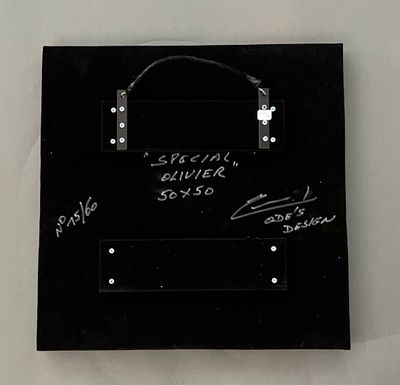 "SPECIAL„
OLIVIER
50x50
N° 15/60
ODE'S
DESIGN